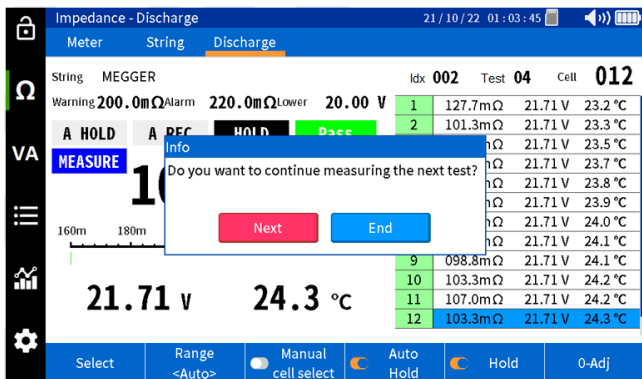 Impedance - Discharge 21/10/22 01:03:45
Meter String Discharge
String MEGGER Idx 002 Test 04 Cell 012
Warning 200.0mΩ Alarm 220.0mΩ Lower 20.00 V
A HOLD A REC HOLD Pass
MEASURE
VA
Info
Do you want to continue measuring the next test?
Next End
160m 180m
21.71 V 24.3 °C
1 127.7mΩ 21.71 V 23.2 °C
2 101.3mΩ 21.71 V 23.3 °C
21.71 V 23.5 °C
21.71 V 23.7 °C
21.71 V 23.8 °C
21.71 V 23.9 °C
21.71 V 24.0 °C
21.71 V 24.1 °C
9 098.8mΩ 21.71 V 24.1 °C
10 103.3mΩ 21.71 V 24.2 °C
11 107.0mΩ 21.71 V 24.2 °C
12 103.3mΩ 21.71 V 24.3 °C
Select Range <Auto> Manual cell select Auto Hold Hold 0-Adj
Ω